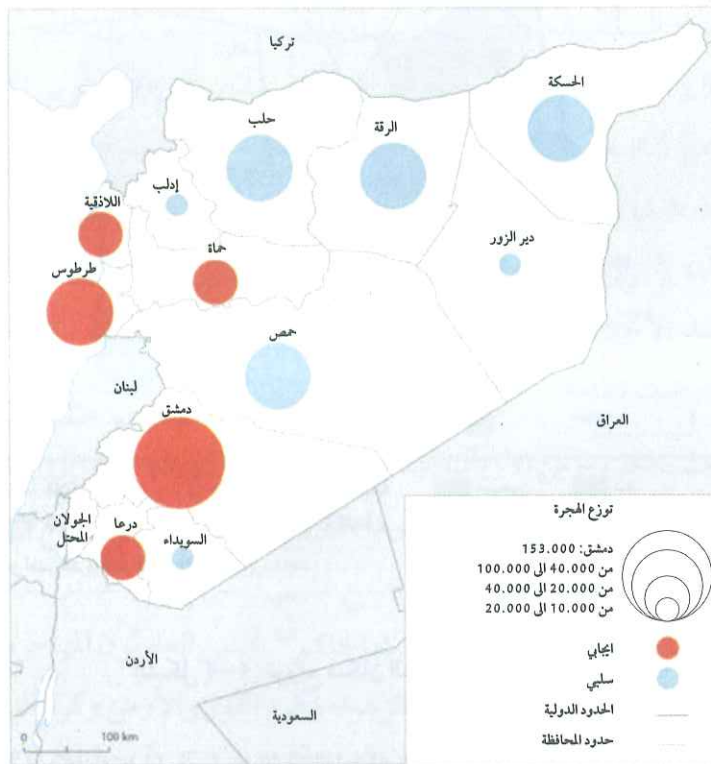 تركيا
الحسكة
حلب
الرقة
إدلب
اللاذقية
دير الزور
حماة
طرطوس
حمص
لبنان
دمشق
العراق
الجولان
المحتل
درعا
السويداء
الأردن
السعودية
0 100 km
توزع الهجرة
دمشق: 153.000
من 40.000 الى 100.000
من 20.000 الى 40.000
من 10.000 الى 20.000
ايجابي
سلبي
الحدود الدولية
حدود المحافظة